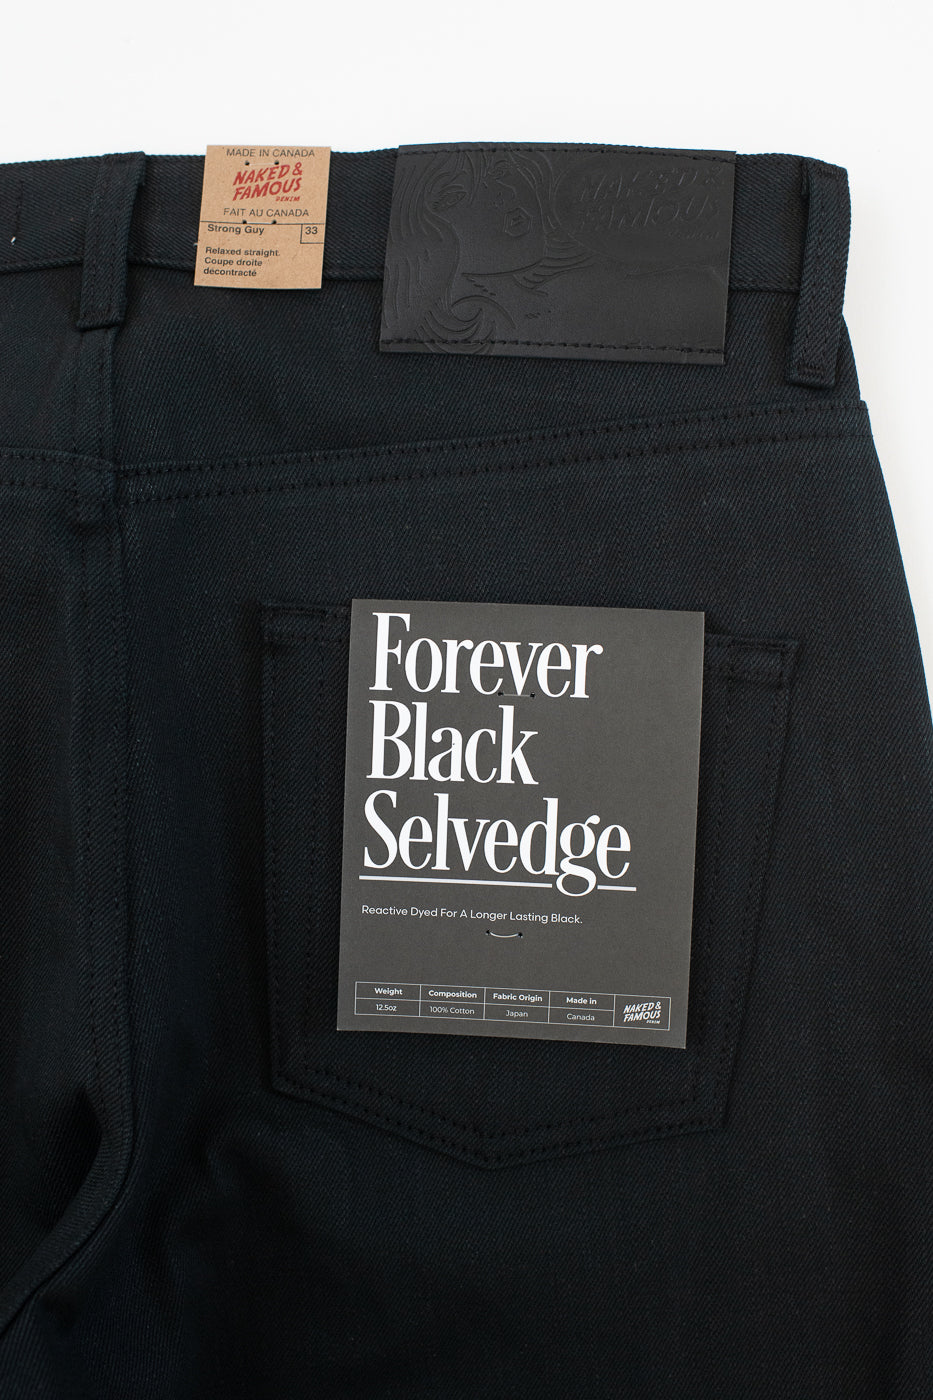 MADE IN CANADA
NAKED &
FAMOUS
DENIM
FAIT AU CANADA
Strong Guy 33
Relaxed straight.
Coupe droite
décontracté
NAKED &
Forever
Black
Selvedge
Reactive Dyed For A Longer Lasting Black.
Weight Composition Fabric Origin Made in
12.5oz 100% Cotton Japan Canada
NAKED &
FAMOUS
DENIM